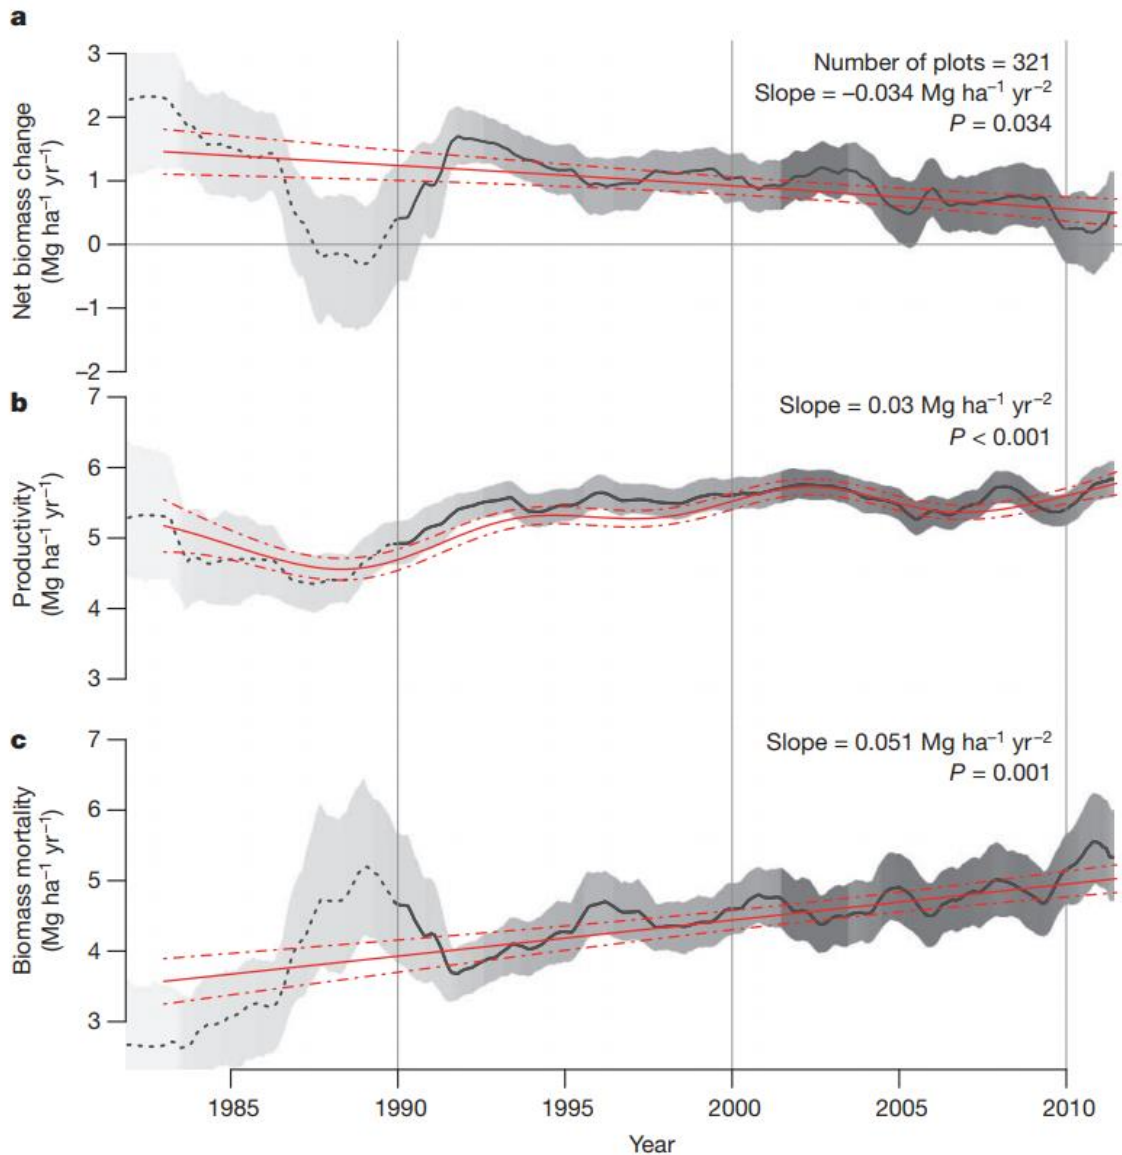 a
Number of plots = 321
Slope = –0.034 Mg ha⁻¹ yr⁻²
P = 0.034
Net biomass change
(Mg ha⁻¹ yr⁻¹)
3
2
1
0
–1
–2
b
Slope = 0.03 Mg ha⁻¹ yr⁻²
P < 0.001
Productivity
(Mg ha⁻¹ yr⁻¹)
7
6
5
4
3
c
Slope = 0.051 Mg ha⁻¹ yr⁻²
P = 0.001
Biomass mortality
(Mg ha⁻¹ yr⁻¹)
7
6
5
4
3
1985 1990 1995 2000 2005 2010
Year